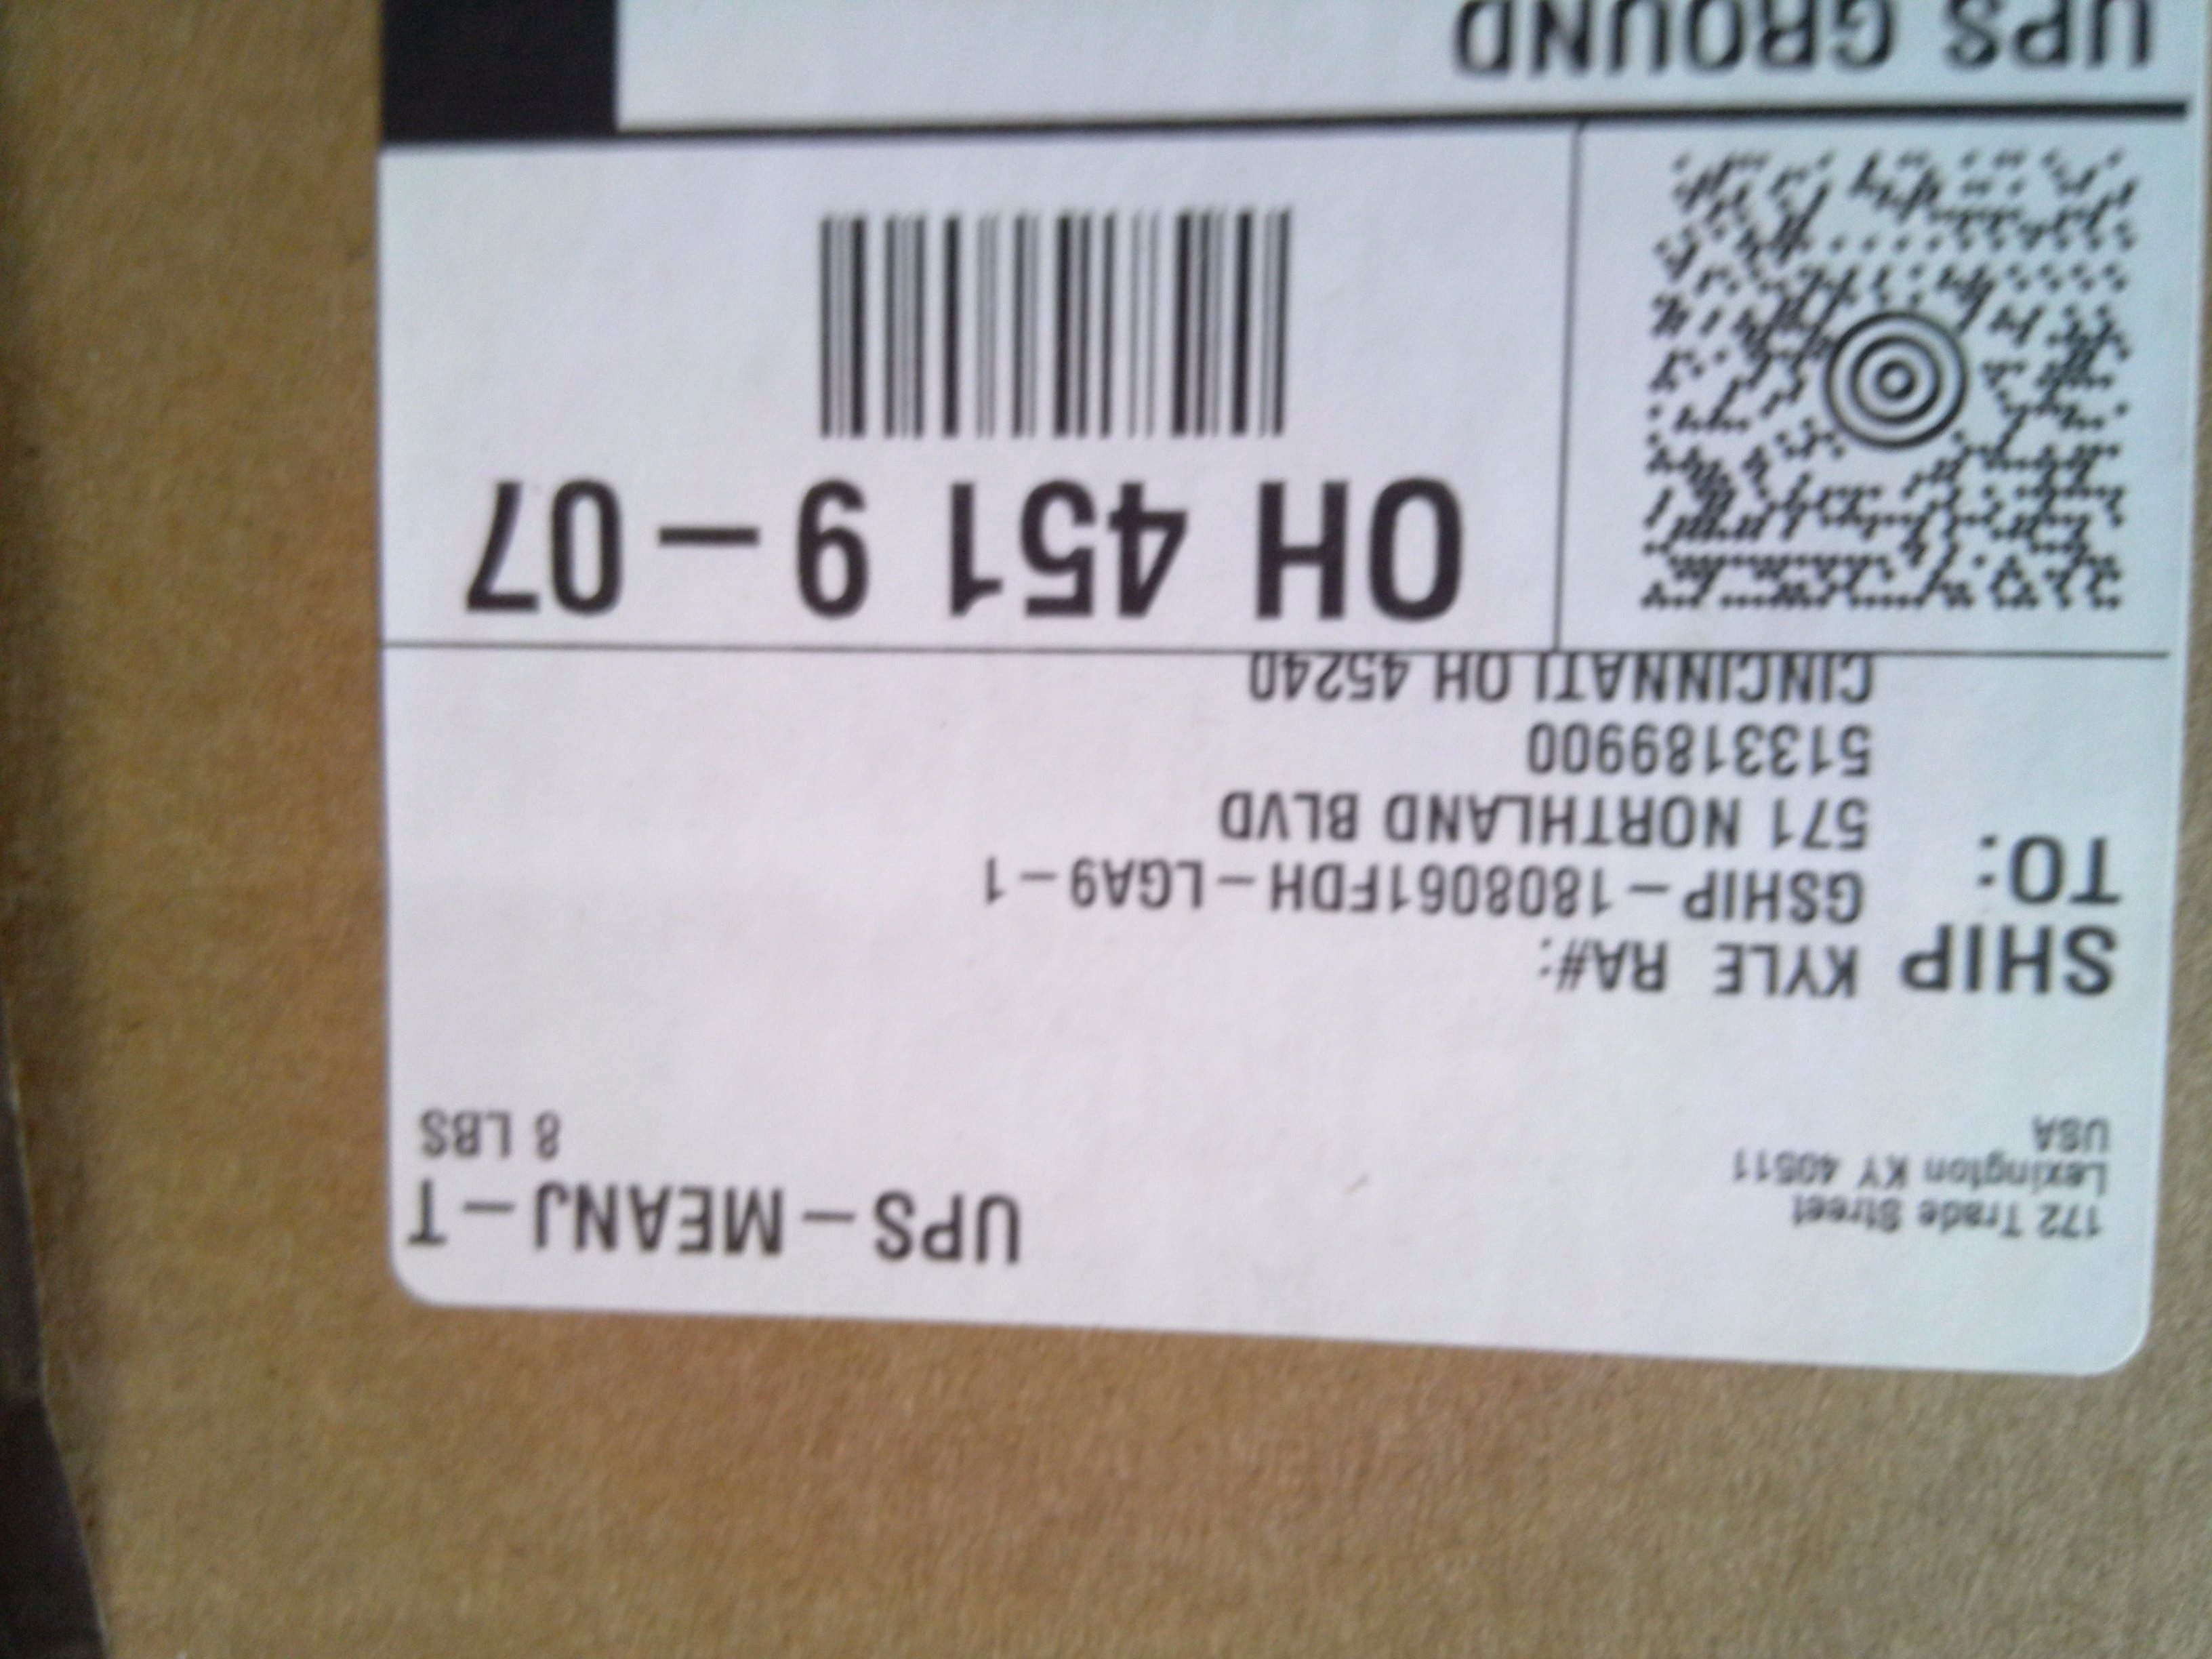 172 Trade Street
Lexington KY 40511
USA
UPS-MEANJ-T
8 LBS
SHIP TO:
KYLE RA#:
GSHIP-1808061FDH-LGA9-1
571 NORTHLAND BLVD
5133189900
CINCINNATI OH 45240
OH 451 9-07
UPS GROUND